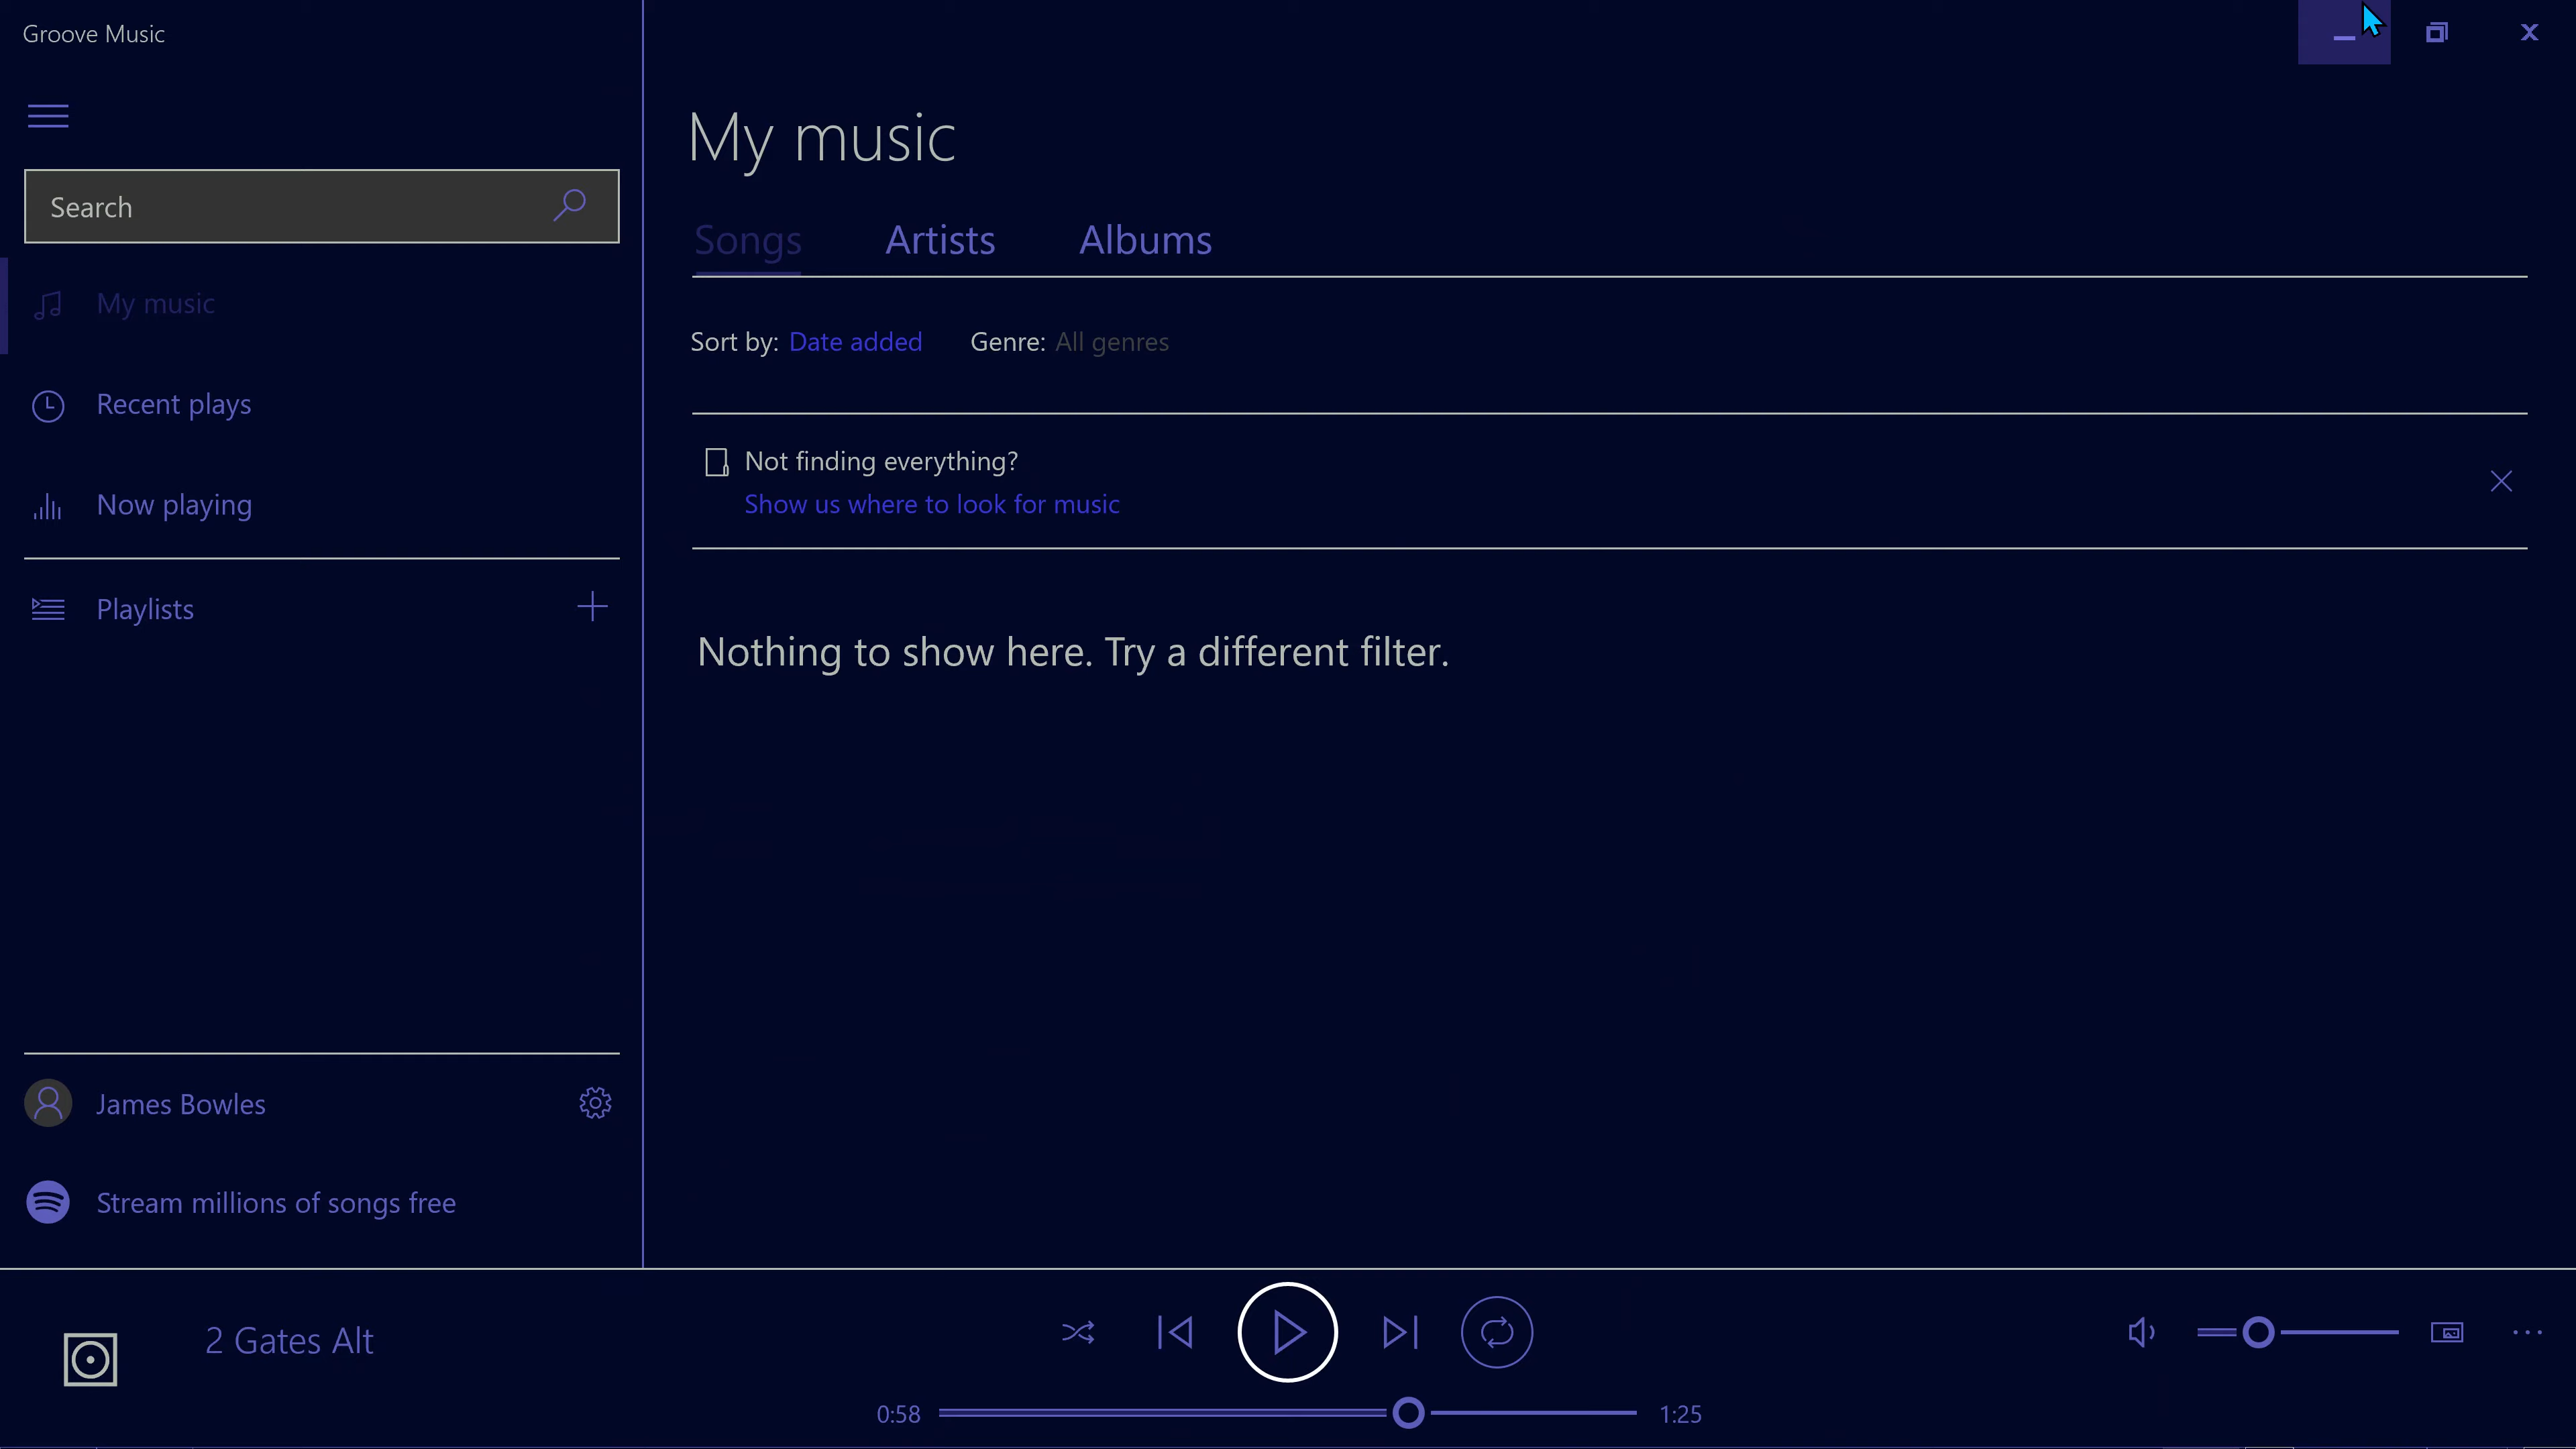 Groove Music
Search
My music
Recent plays
Now playing
Playlists
James Bowles
Stream millions of songs free
My music
Songs Artists Albums
Sort by: Date added Genre: All genres
Not finding everything?
Show us where to look for music
Nothing to show here. Try a different filter.
2 Gates Alt
0:58 1:25